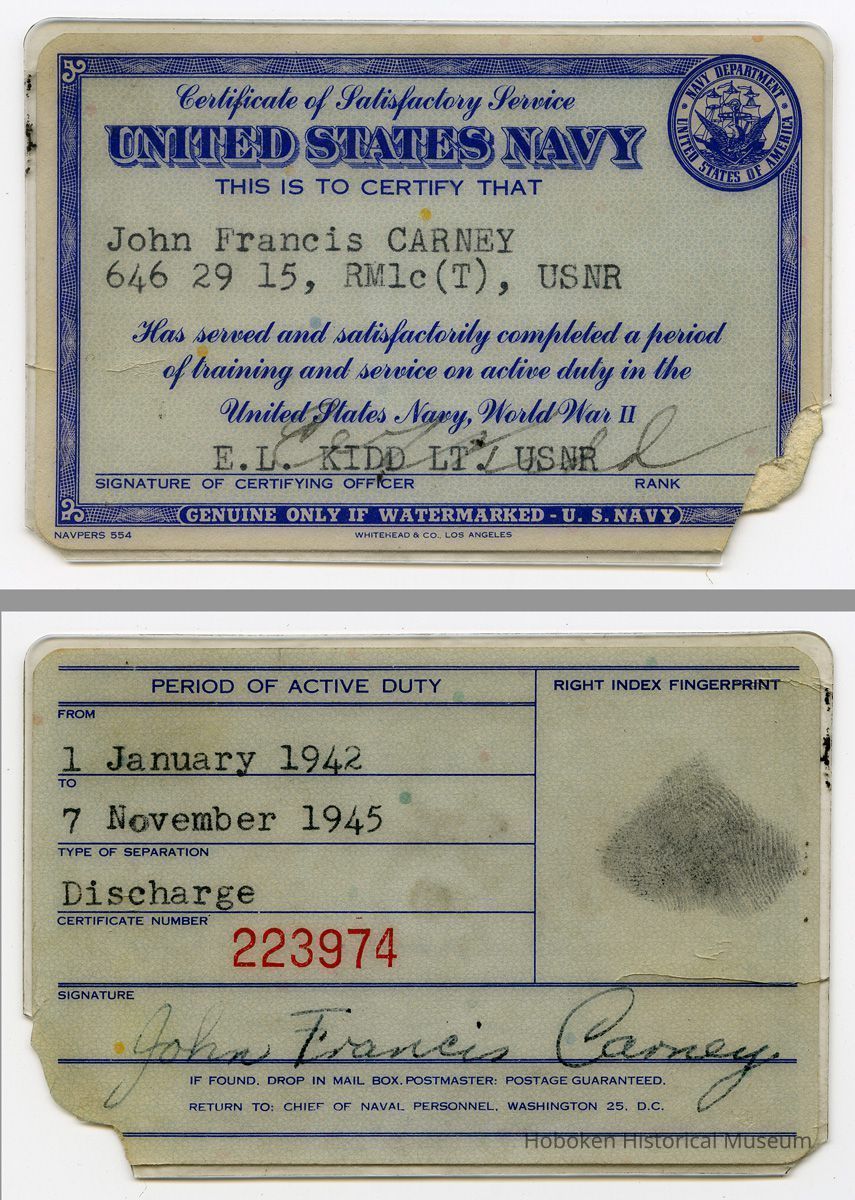 Certificate of Satisfactory Service
UNITED STATES NAVY
NAVY DEPARTMENT
UNITED STATES OF AMERICA
THIS IS TO CERTIFY THAT
John Francis CARNEY
646 29 15, RM1c(T), USNR
Has served and satisfactorily completed a period
of training and service on active duty in the
United States Navy, World War II
E.L. KIDD LT. USNR
SIGNATURE OF CERTIFYING OFFICER RANK
GENUINE ONLY IF WATERMARKED - U. S. NAVY
NAVPERS 554 WHITEHEAD & CO., LOS ANGELES
PERIOD OF ACTIVE DUTY
RIGHT INDEX FINGERPRINT
FROM
1 January 1942
TO
7 November 1945
TYPE OF SEPARATION
Discharge
CERTIFICATE NUMBER
223974
SIGNATURE
John Francis Carney.
IF FOUND, DROP IN MAIL BOX. POSTMASTER: POSTAGE GUARANTEED.
RETURN TO: CHIEF OF NAVAL PERSONNEL, WASHINGTON 25, D.C.
Hoboken Historical Museum